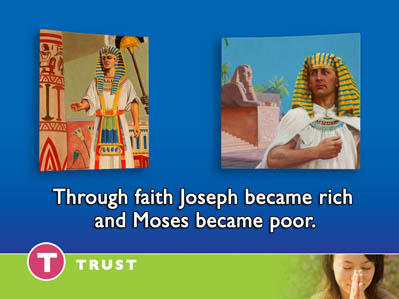 Through faith Joseph became rich
and Moses became poor.
T TRUST